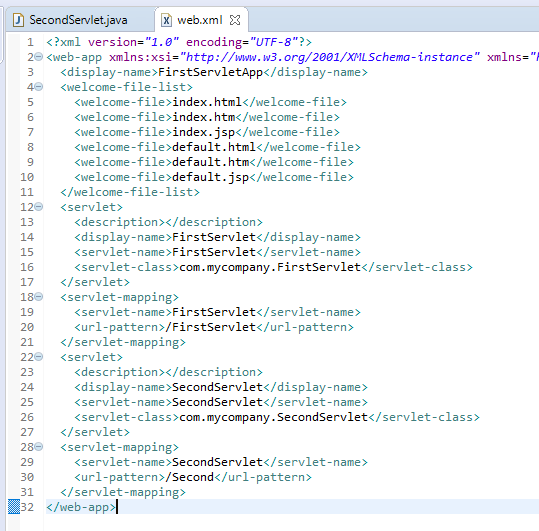 SecondServlet.java web.xml
1 <?xml version="1.0" encoding="UTF-8"?>
2 <web-app xmlns:xsi="http://www.w3.org/2001/XMLSchema-instance" xmlns="h
3 <display-name>FirstServletApp</display-name>
4 <welcome-file-list>
5 <welcome-file>index.html</welcome-file>
6 <welcome-file>index.htm</welcome-file>
7 <welcome-file>index.jsp</welcome-file>
8 <welcome-file>default.html</welcome-file>
9 <welcome-file>default.htm</welcome-file>
10 <welcome-file>default.jsp</welcome-file>
11 </welcome-file-list>
12 <servlet>
13 <description></description>
14 <display-name>FirstServlet</display-name>
15 <servlet-name>FirstServlet</servlet-name>
16 <servlet-class>com.mycompany.FirstServlet</servlet-class>
17 </servlet>
18 <servlet-mapping>
19 <servlet-name>FirstServlet</servlet-name>
20 <url-pattern>/FirstServlet</url-pattern>
21 </servlet-mapping>
22 <servlet>
23 <description></description>
24 <display-name>SecondServlet</display-name>
25 <servlet-name>SecondServlet</servlet-name>
26 <servlet-class>com.mycompany.SecondServlet</servlet-class>
27 </servlet>
28 <servlet-mapping>
29 <servlet-name>SecondServlet</servlet-name>
30 <url-pattern>/Second</url-pattern>
31 </servlet-mapping>
32 </web-app>